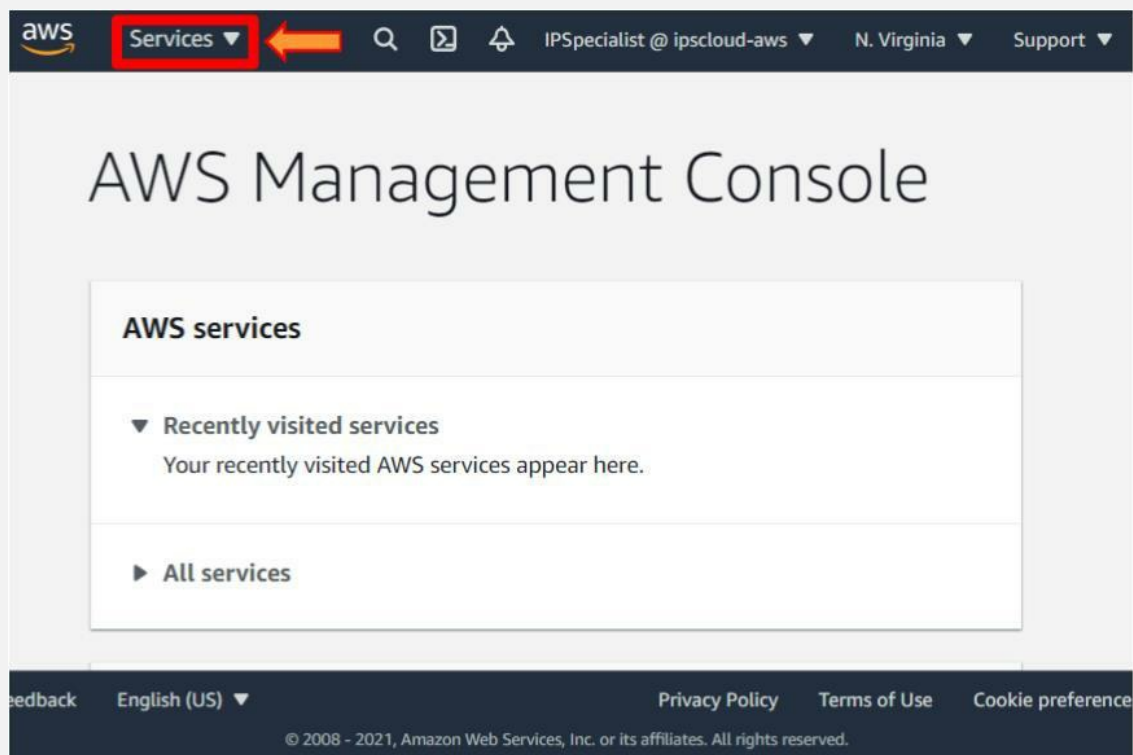 aws Services ▼ IPSpecialist @ ipscloud-aws ▼ N. Virginia ▼ Support ▼
AWS Management Console
AWS services
▼ Recently visited services
Your recently visited AWS services appear here.
▶ All services
eedback English (US) ▼ Privacy Policy Terms of Use Cookie preference
© 2008 - 2021, Amazon Web Services, Inc. or its affiliates. All rights reserved.